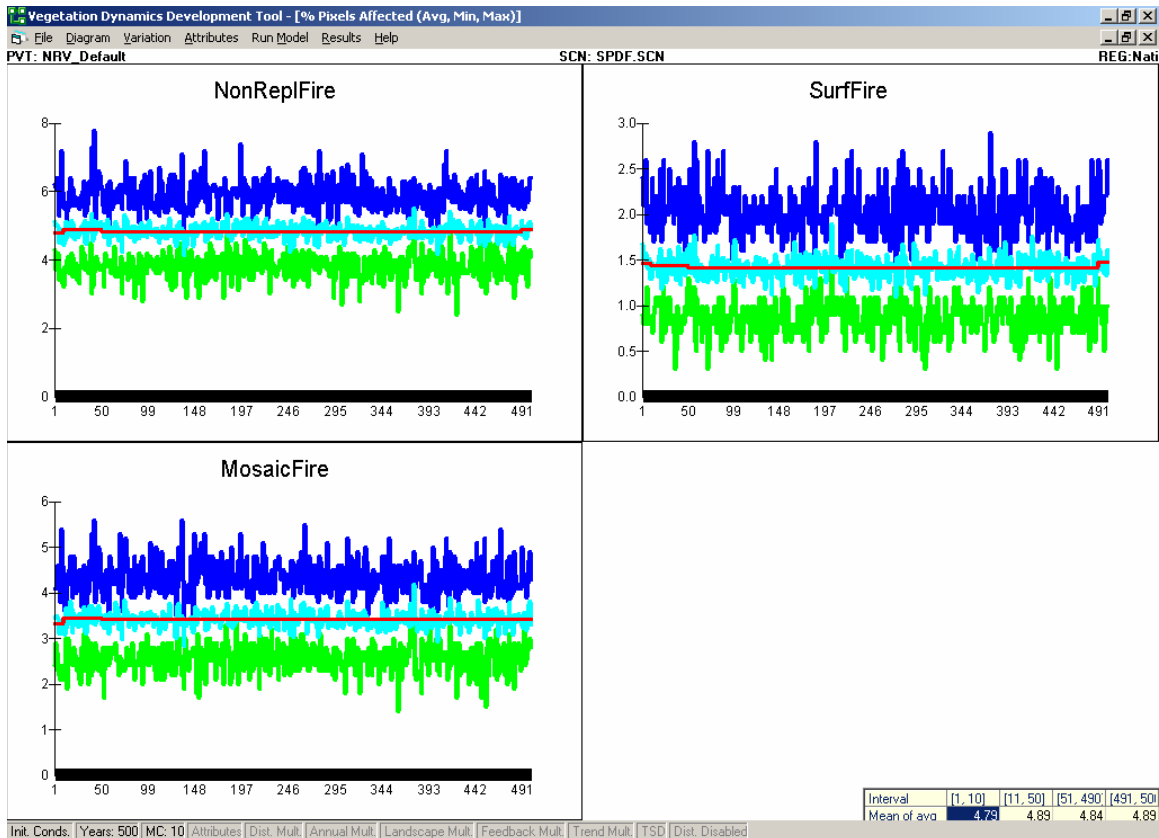 Vegetation Dynamics Development Tool - [% Pixels Affected (Avg, Min, Max)]
File Diagram Variation Attributes Run Model Results Help
PVT: NRV_Default SCN: SPDF.SCN REG:Nati
NonReplFire
8
6
4
2
0
1 50 99 148 197 246 295 344 393 442 491
SurfFire
3.0
2.5
2.0
1.5
1.0
0.5
0.0
1 50 99 148 197 246 295 344 393 442 491
MosaicFire
6
5
4
3
2
1
0
1 50 99 148 197 246 295 344 393 442 491
Interval [1, 10] [11, 50] [51, 490] [491, 50
Mean of avg 4.79 4.89 4.84 4.89
Init. Conds. Years: 500 MC: 10 Attributes Dist. Mult. Annual Mult. Landscape Mult. Feedback Mult. Trend Mult. TSD Dist. Disabled